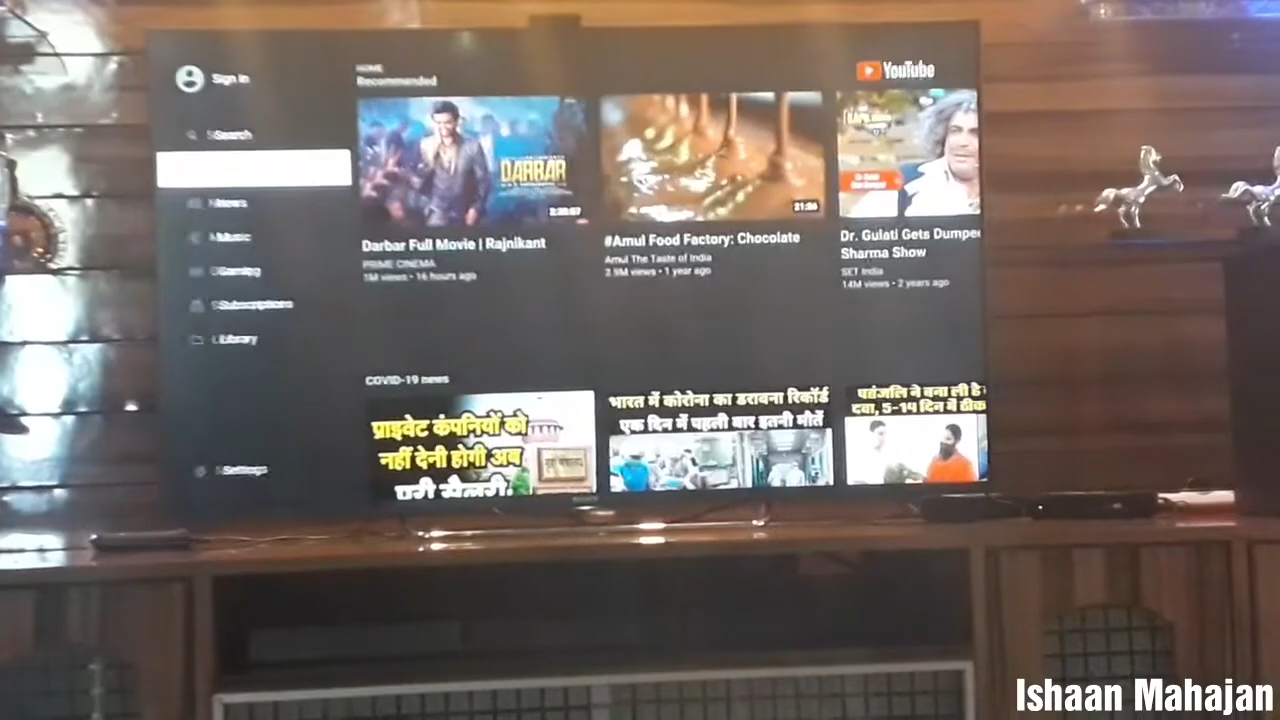 Sign in
HOME
YouTube
Recommended
Search
News
Music
Gaming
Subscriptions
Library
Settings
DARBAR
21:36
Darbar Full Movie | Rajnikant
PRIME CINEMA
1M views • 16 hours ago
#Amul Food Factory: Chocolate
Amul The Taste of India
2.9M views • 1 year ago
Dr. Gulati Gets Dumpe
Sharma Show
SET India
14M views • 2 years ago
COVID-19 news
प्राइवेट कंपनियों को
नहीं देनी होगी अब
पूरी सैलरी
भारत में कोरोना का डरावना रिकॉर्ड
एक दिन में पहली बार इतनी मौतें
पतंजलि ने बना ली है
दवा, 5-14 दिन में ठीक
Ishaan Mahajan